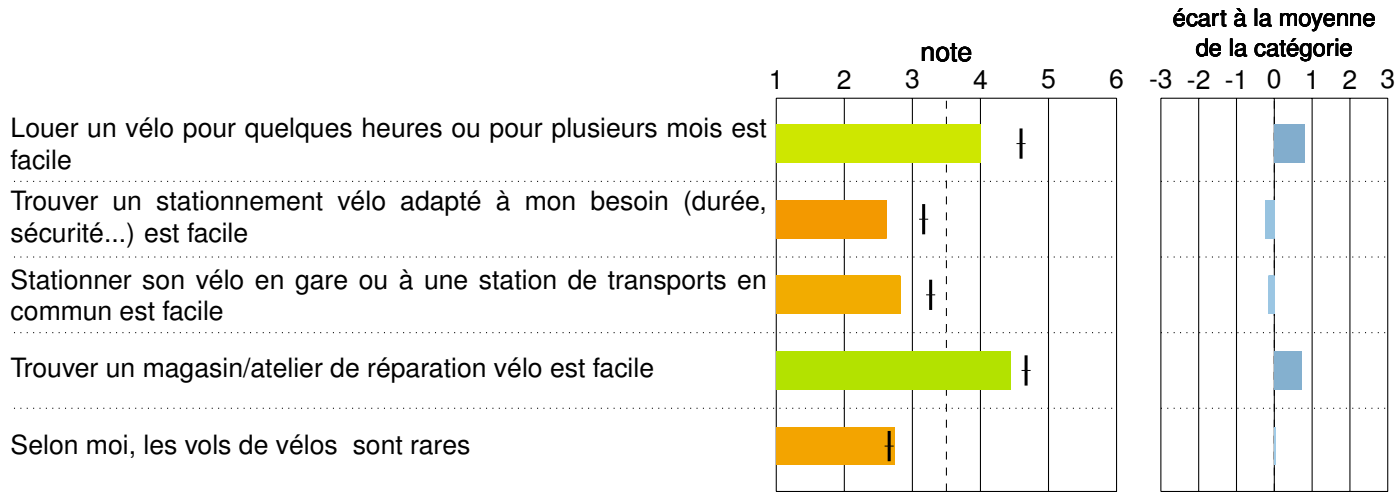 écart à la moyenne
de la catégorie
note
1 2 3 4 5 6
-3 -2 -1 0 1 2 3
Louer un vélo pour quelques heures ou pour plusieurs mois est
facile
Trouver un stationnement vélo adapté à mon besoin (durée,
sécurité...) est facile
Stationner son vélo en gare ou à une station de transports en
commun est facile
Trouver un magasin/atelier de réparation vélo est facile
Selon moi, les vols de vélos sont rares